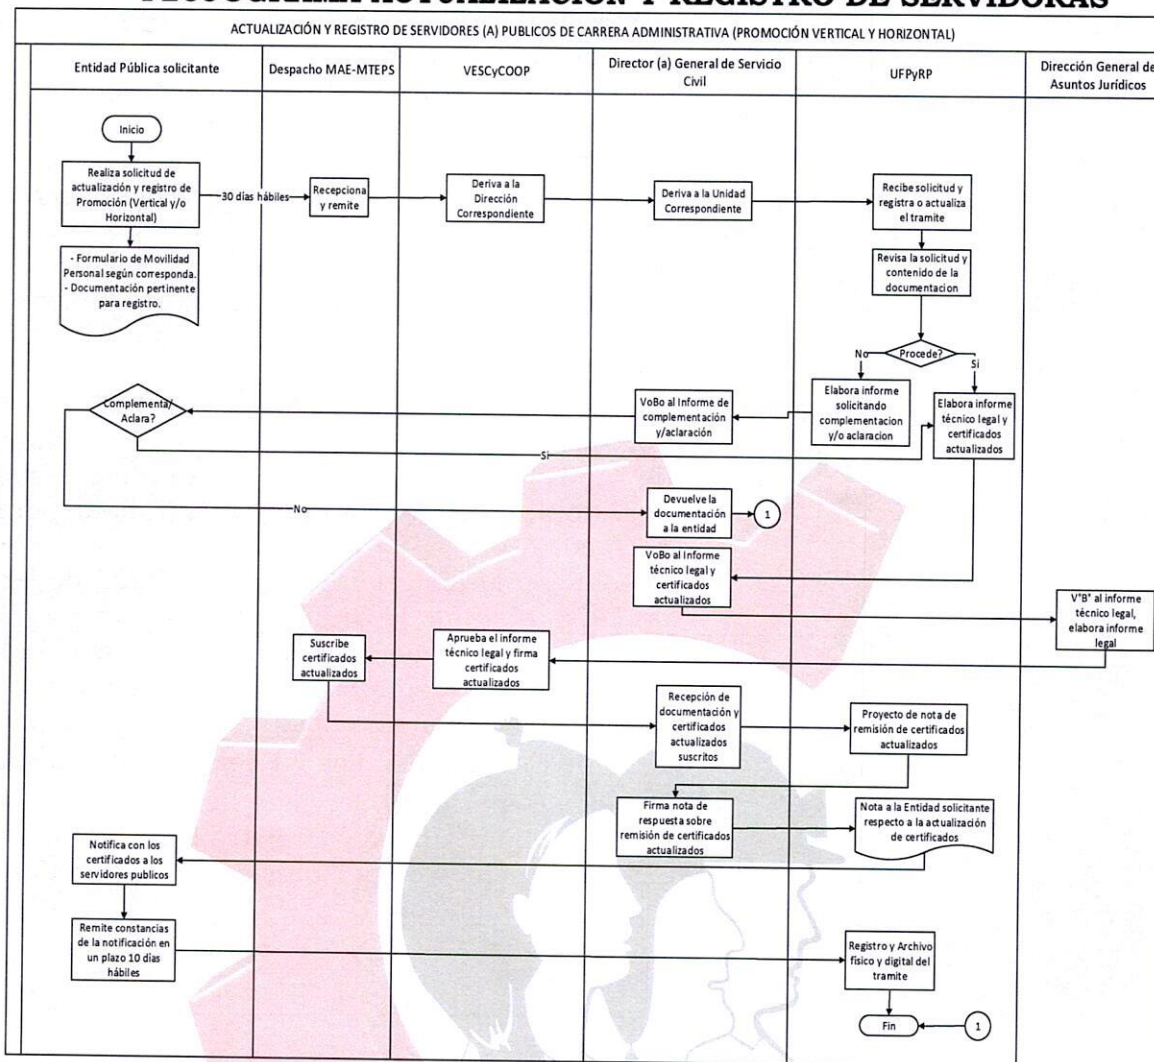 ACTUALIZACIÓN Y REGISTRO DE SERVIDORES (A) PUBLICOS DE CARRERA ADMINISTRATIVA (PROMOCIÓN VERTICAL Y HORIZONTAL)
Entidad Pública solicitante
Despacho MAE-MTEPS
VESCyCOOP
Director (a) General de Servicio
Civil
UFPyRP
Dirección General de
Asuntos Jurídicos
Inicio
Realiza solicitud de
actualización y registro de
Promoción (Vertical y/o
Horizontal)
30 días hábiles
Recepciona
y remite
Deriva a la
Dirección
Correspondiente
Deriva a la Unidad
Correspondiente
Recibe solicitud y
registra o actualiza
el tramite
- Formulario de Movilidad
Personal según corresponda.
- Documentación pertinente
para registro.
Revisa la solicitud y
contenido de la
documentacion
Procede?
No
Si
Complementa/
Aclara?
VoBo al Informe de
complementación
y/aclaración
Elabora informe
solicitando
complementacion
y/o aclaracion
Elabora informe
técnico legal y
certificados
actualizados
Si
No
Devuelve la
documentación
a la entidad
1
VoBo al Informe
técnico legal y
certificados
actualizados
V°B° al informe
técnico legal,
elabora informe
legal
Suscribe
certificados
actualizados
Aprueba el informe
técnico legal y firma
certificados
actualizados
Recepción de
documentación y
certificados
actualizados
suscritos
Proyecto de nota de
remisión de certificados
actualizados
Firma nota de
respuesta sobre
remisión de certificados
actualizados
Nota a la Entidad solicitante
respecto a la actualización
de certificados
Notifica con los
certificados a los
servidores publicos
Remite constancias
de la notificación en
un plazo 10 días
hábiles
Registro y Archivo
físico y digital del
tramite
Fin
1